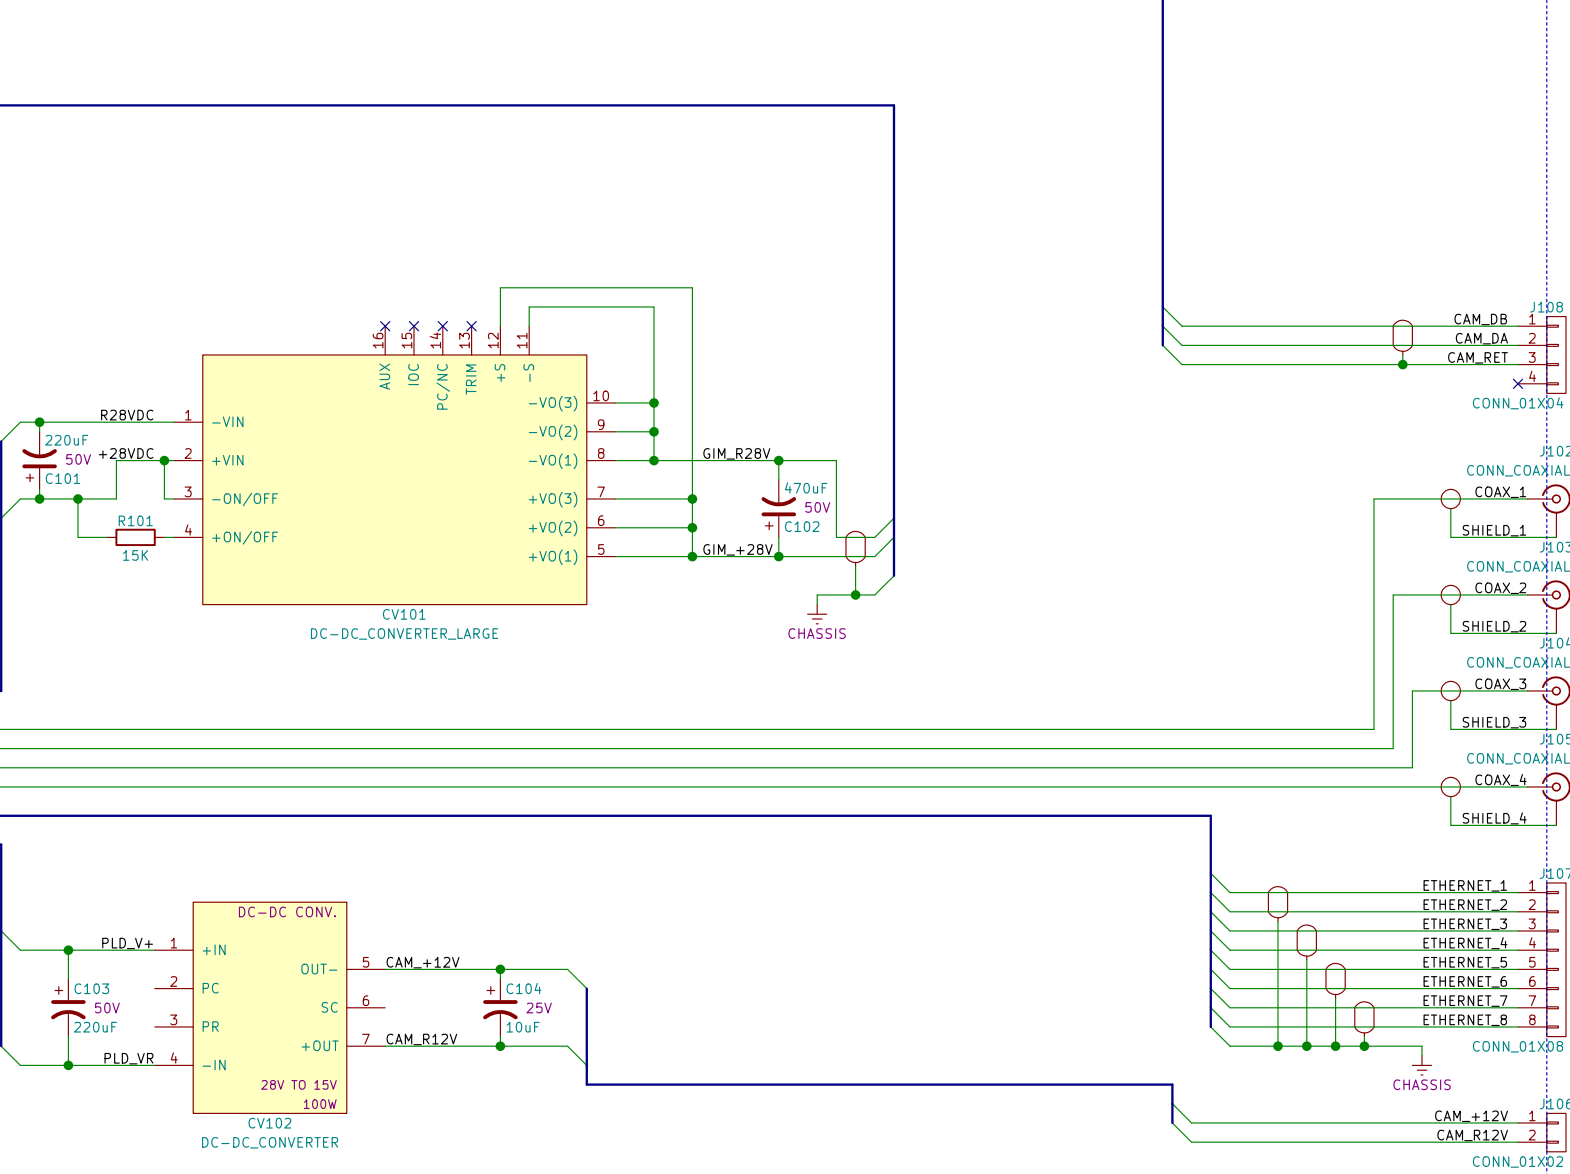 J108
CAM_DB 1
CAM_DA 2
CAM_RET 3
4
CONN_01X04
16 15 14 13 12 11
AUX IOC PC/NC TRIM +S -S
R28VDC 1 -VIN
220uF
50V
C101
+28VDC 2 +VIN
3 -ON/OFF
R101
15K
4 +ON/OFF
-VO(3) 10
-VO(2) 9
-VO(1) 8 GIM_R28V
+VO(3) 7
+VO(2) 6
+VO(1) 5 GIM_+28V
470uF
50V
C102
CV101
DC-DC_CONVERTER_LARGE
CHASSIS
J102
CONN_COAXIAL
COAX_1
SHIELD_1
J103
CONN_COAXIAL
COAX_2
SHIELD_2
J104
CONN_COAXIAL
COAX_3
SHIELD_3
J105
CONN_COAXIAL
COAX_4
SHIELD_4
J107
ETHERNET_1 1
ETHERNET_2 2
ETHERNET_3 3
ETHERNET_4 4
ETHERNET_5 5
ETHERNET_6 6
ETHERNET_7 7
ETHERNET_8 8
CONN_01X08
CHASSIS
DC-DC CONV.
PLD_V+ 1 +IN
2 PC
3 PR
PLD_VR 4 -IN
C103
50V
220uF
OUT- 5 CAM_+12V
SC 6
+OUT 7 CAM_R12V
C104
25V
10uF
28V TO 15V
100W
CV102
DC-DC_CONVERTER
J106
CAM_+12V 1
CAM_R12V 2
CONN_01X02